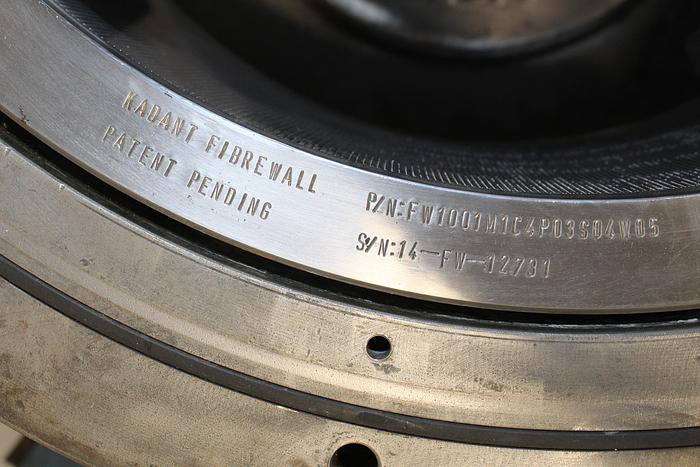 KADANT FIBREWALL
PATENT PENDING
P/N:FW1001M1C4P03S04W05
S/N:14-FW-12731